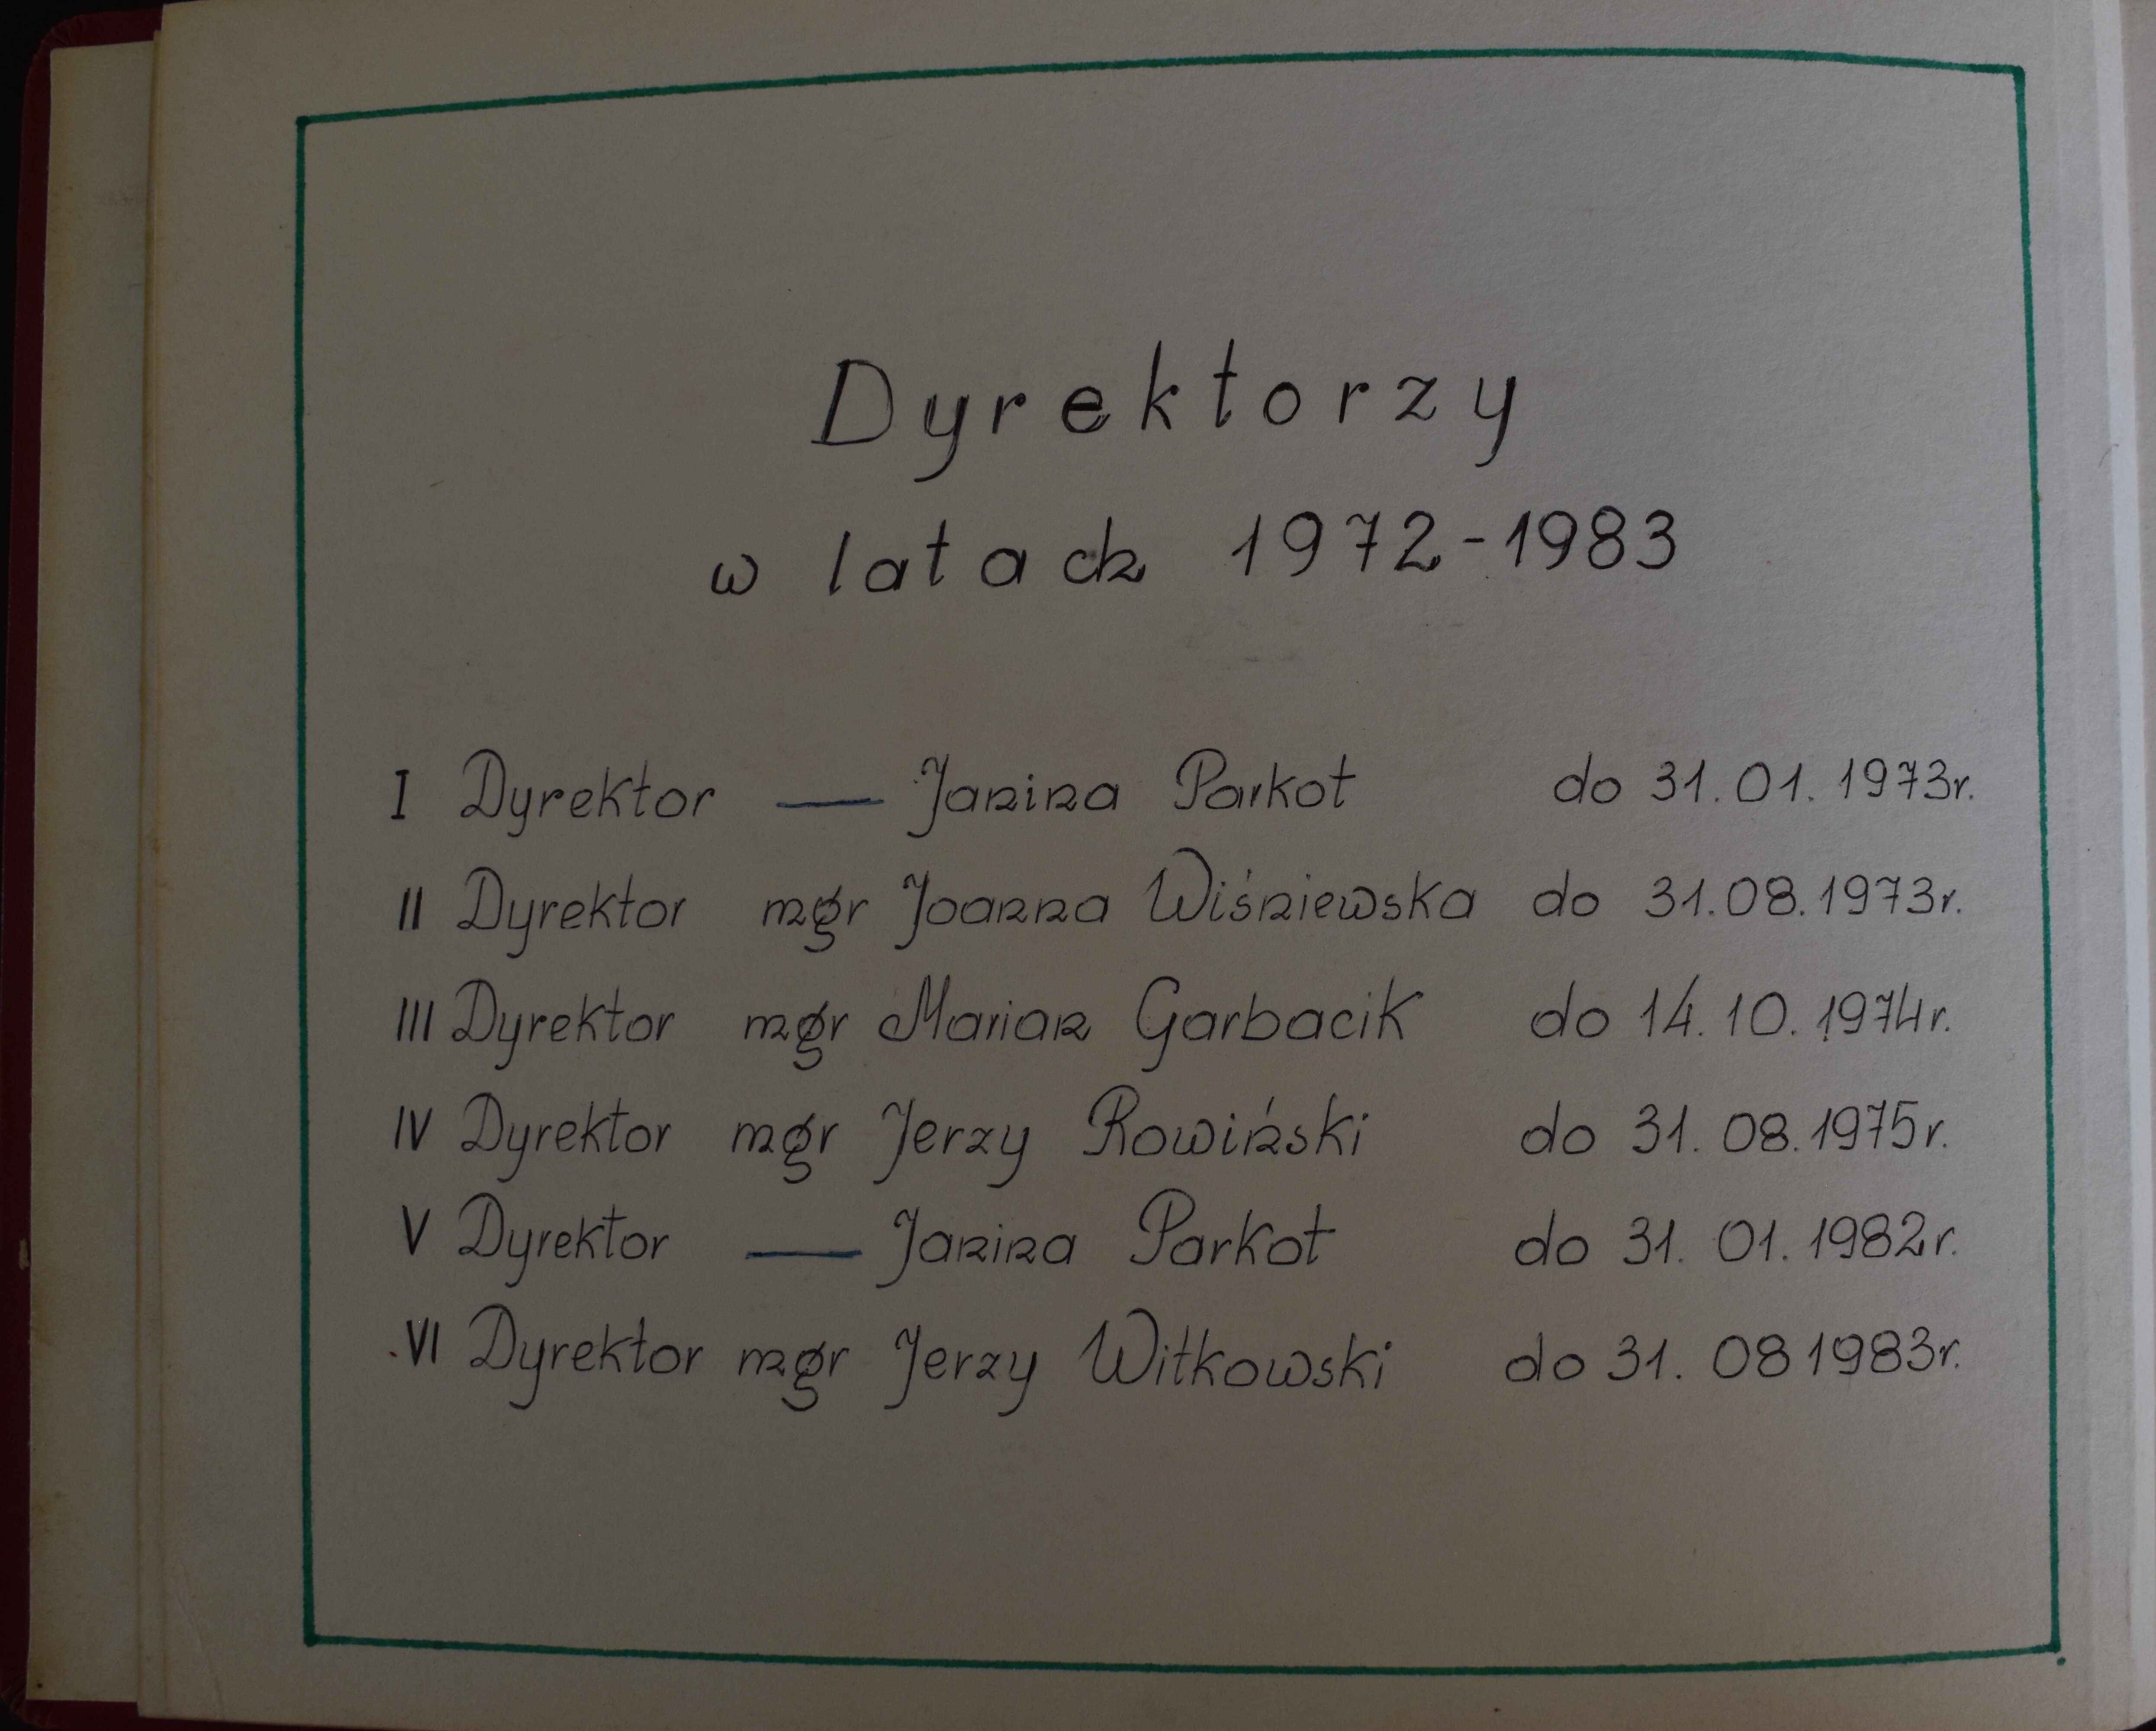 Dyrektorzy
w latach 1972-1983
I Dyrektor — Janina Parkot do 31.01.1973r.
II Dyrektor mgr Joanna Wiśniewska do 31.08.1973r.
III Dyrektor mgr Marian Garbacik do 14.10.1974r.
IV Dyrektor mgr Jerzy Rowiński do 31.08.1975r.
V Dyrektor — Janina Parkot do 31.01.1982r.
VI Dyrektor mgr Jerzy Witkowski do 31.08 1983r.